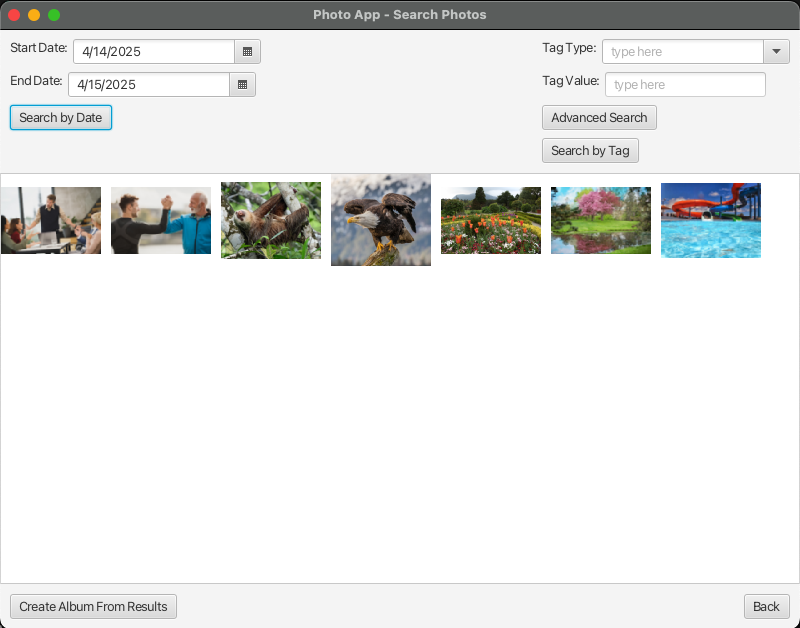 Photo App - Search Photos
Start Date: 4/14/2025
End Date: 4/15/2025
Search by Date
Tag Type: type here
Tag Value: type here
Advanced Search
Search by Tag
Create Album From Results
Back